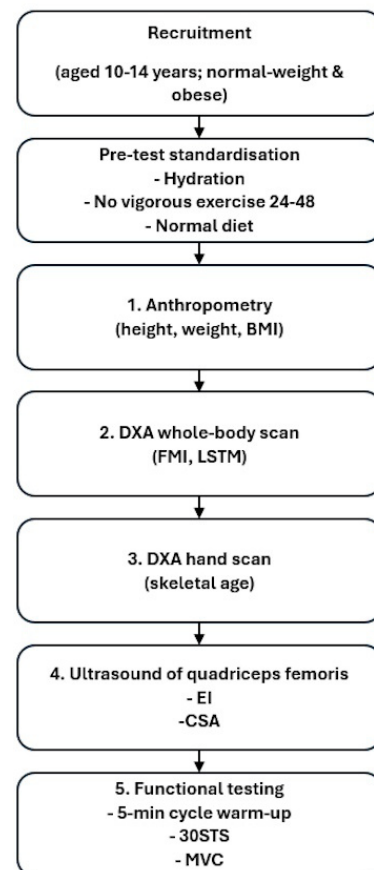 Recruitment
(aged 10-14 years; normal-weight &
obese)
Pre-test standardisation
- Hydration
- No vigorous exercise 24-48
- Normal diet
1. Anthropometry
(height, weight, BMI)
2. DXA whole-body scan
(FMI, LSTM)
3. DXA hand scan
(skeletal age)
4. Ultrasound of quadriceps femoris
- EI
-CSA
5. Functional testing
- 5-min cycle warm-up
- 30STS
- MVC